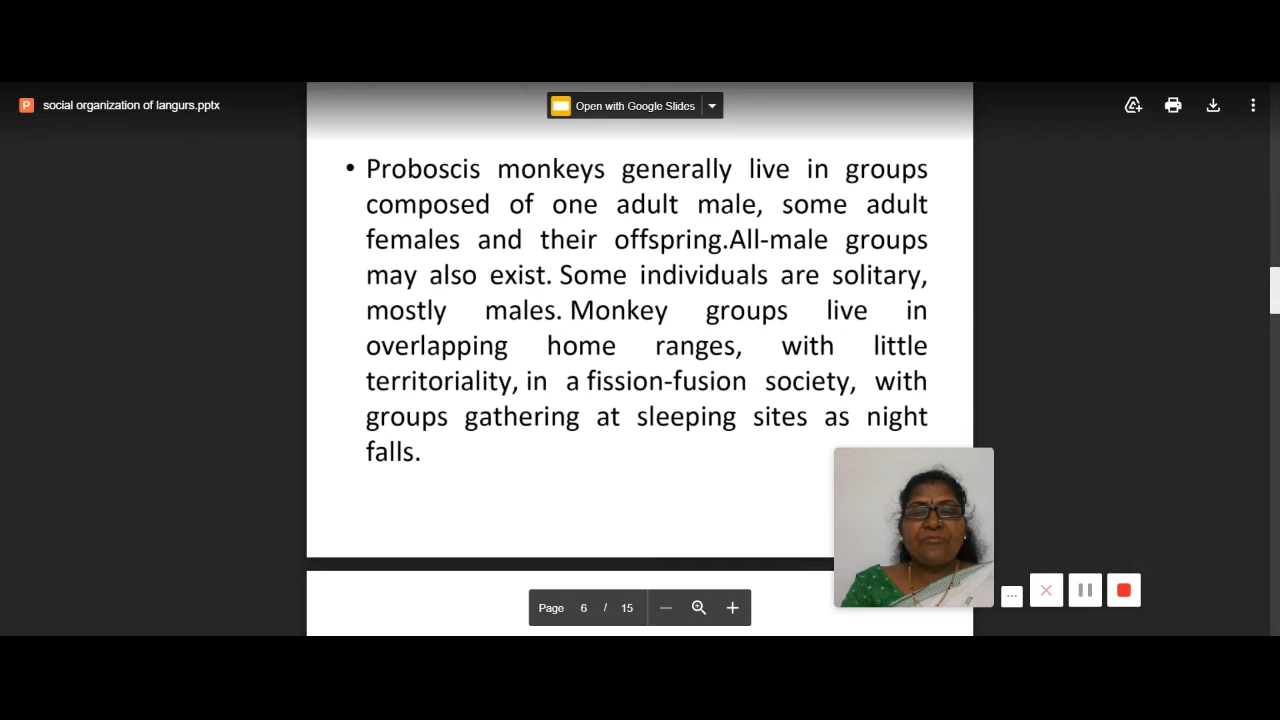 P
social organization of langurs.pptx
Open with Google Slides
• Proboscis monkeys generally live in groups
composed of one adult male, some adult
females and their offspring.All-male groups
may also exist. Some individuals are solitary,
mostly males. Monkey groups live in
overlapping home ranges, with little
territoriality, in a fission-fusion society, with
groups gathering at sleeping sites as night
falls.
Page 6 / 15